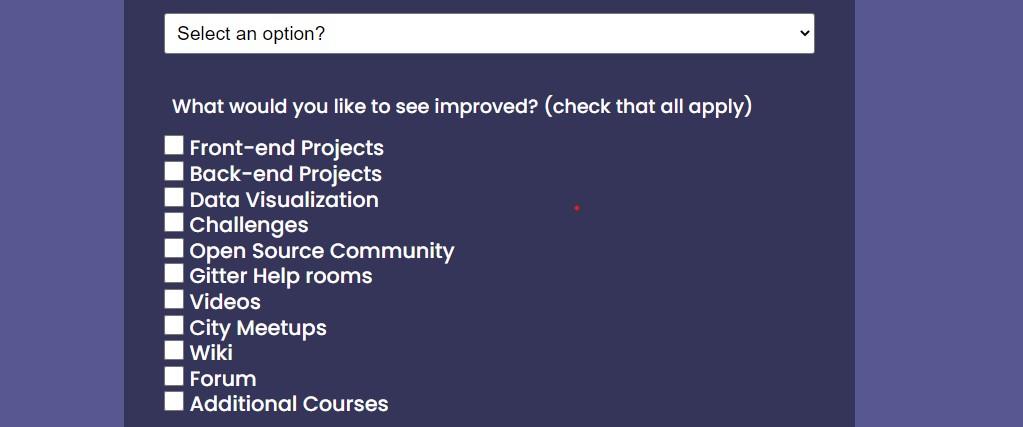 Select an option?
What would you like to see improved? (check that all apply)
Front-end Projects
Back-end Projects
Data Visualization
Challenges
Open Source Community
Gitter Help rooms
Videos
City Meetups
Wiki
Forum
Additional Courses